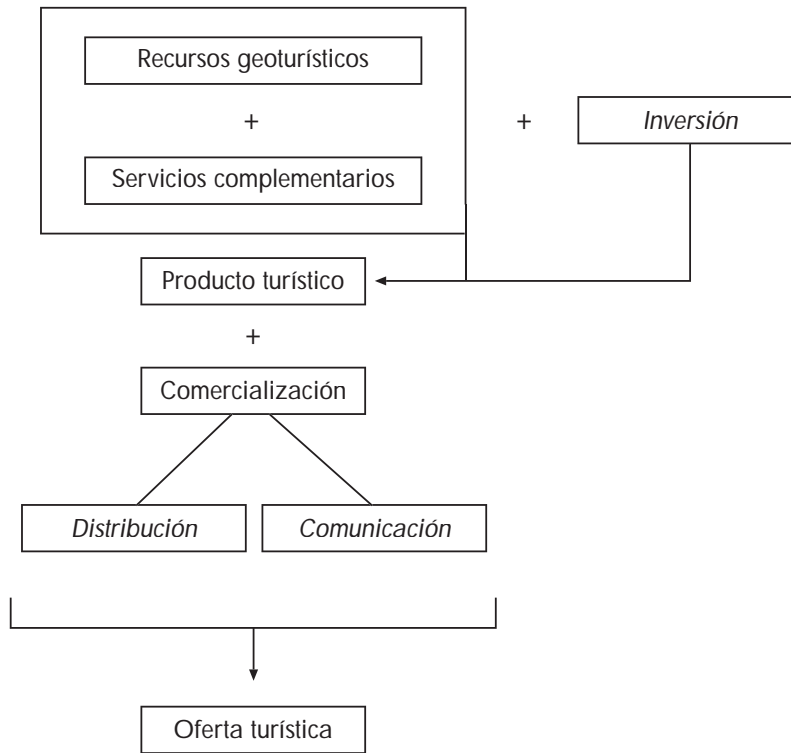 Recursos geoturísticos
+
+
Inversión
Servicios complementarios
Producto turístico
+
Comercialización
Distribución
Comunicación
Oferta turística